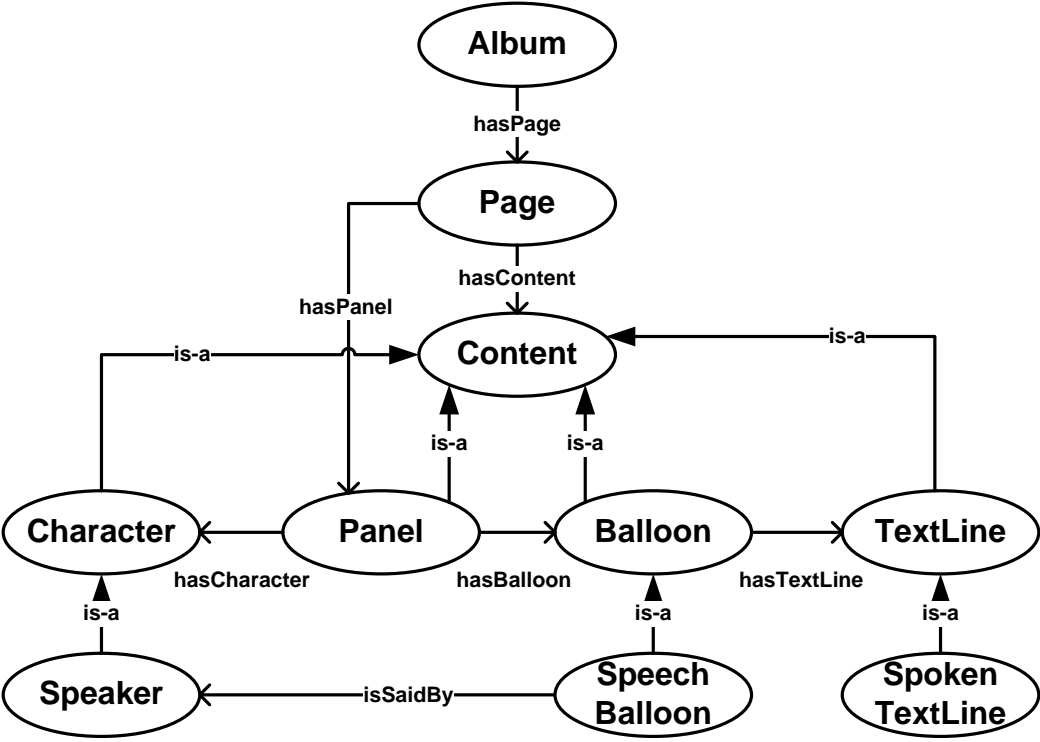 Album
hasPage
Page
hasContent
hasPanel
is-a
Content
is-a
is-a
is-a
Character
Panel
Balloon
TextLine
hasCharacter
hasBalloon
hasTextLine
is-a
is-a
is-a
Speaker
isSaidBy
Speech
Balloon
Spoken
TextLine